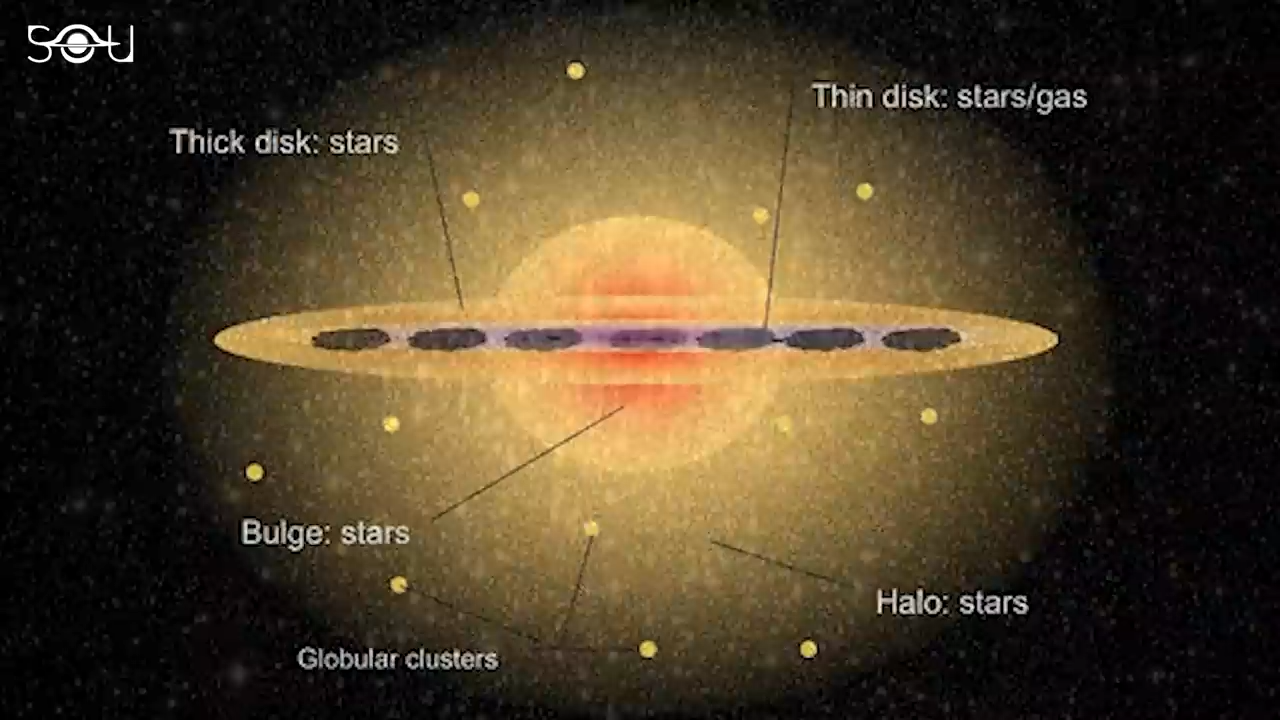 SOU
Thin disk: stars/gas
Thick disk: stars
Bulge: stars
Halo: stars
Globular clusters